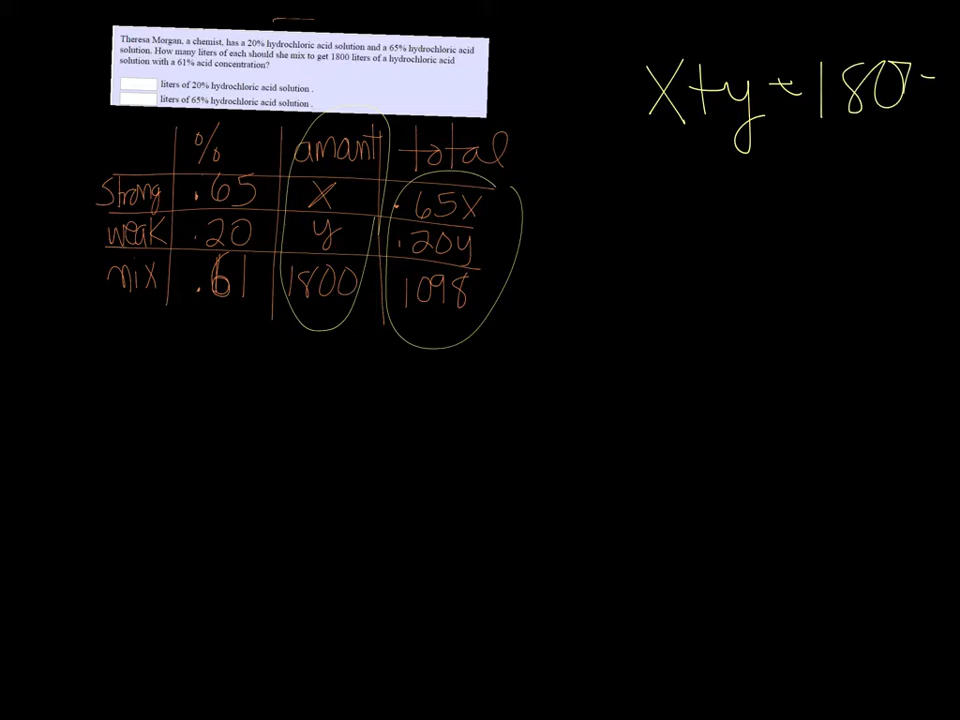 Theresa Morgan, a chemist, has a 20% hydrochloric acid solution and a 65% hydrochloric acid
solution. How many liters of each should she mix to get 1800 liters of a hydrochloric acid
solution with a 61% acid concentration?
liters of 20% hydrochloric acid solution .
liters of 65% hydrochloric acid solution .
x+y=180
% amount total
strong .65 x .65x
weak .20 y .20y
mix .61 1800 1098